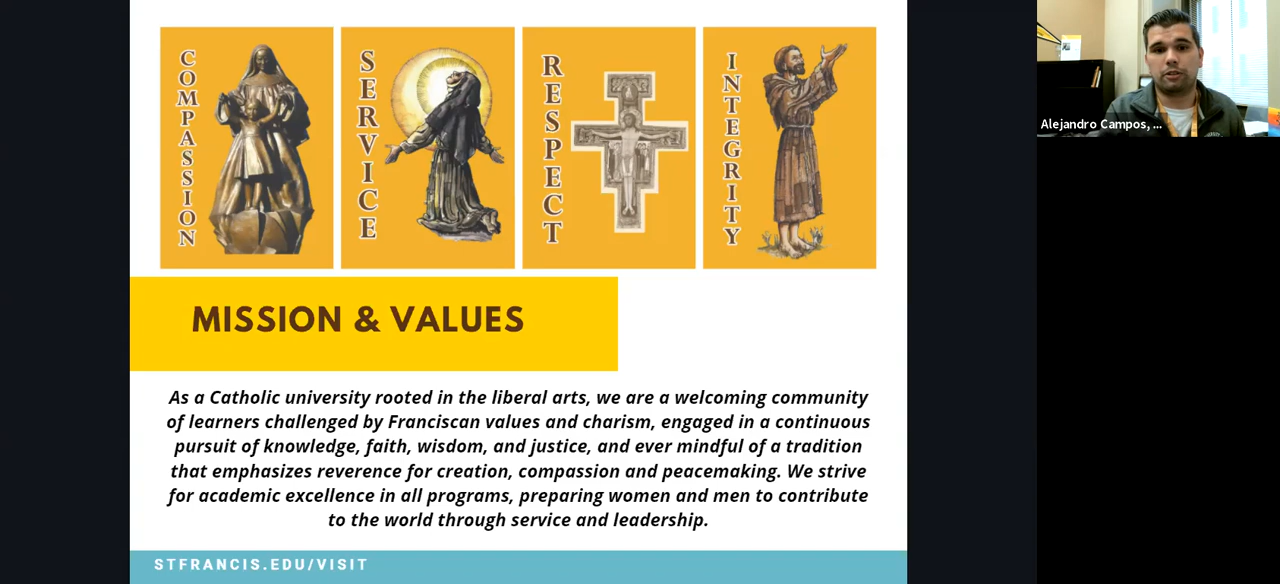 COMPASSION
SERVICE
RESPECT
INTEGRITY
Alejandro Campos, ...
MISSION & VALUES
As a Catholic university rooted in the liberal arts, we are a welcoming community
of learners challenged by Franciscan values and charism, engaged in a continuous
pursuit of knowledge, faith, wisdom, and justice, and ever mindful of a tradition
that emphasizes reverence for creation, compassion and peacemaking. We strive
for academic excellence in all programs, preparing women and men to contribute
to the world through service and leadership.
STFRANCIS.EDU/VISIT